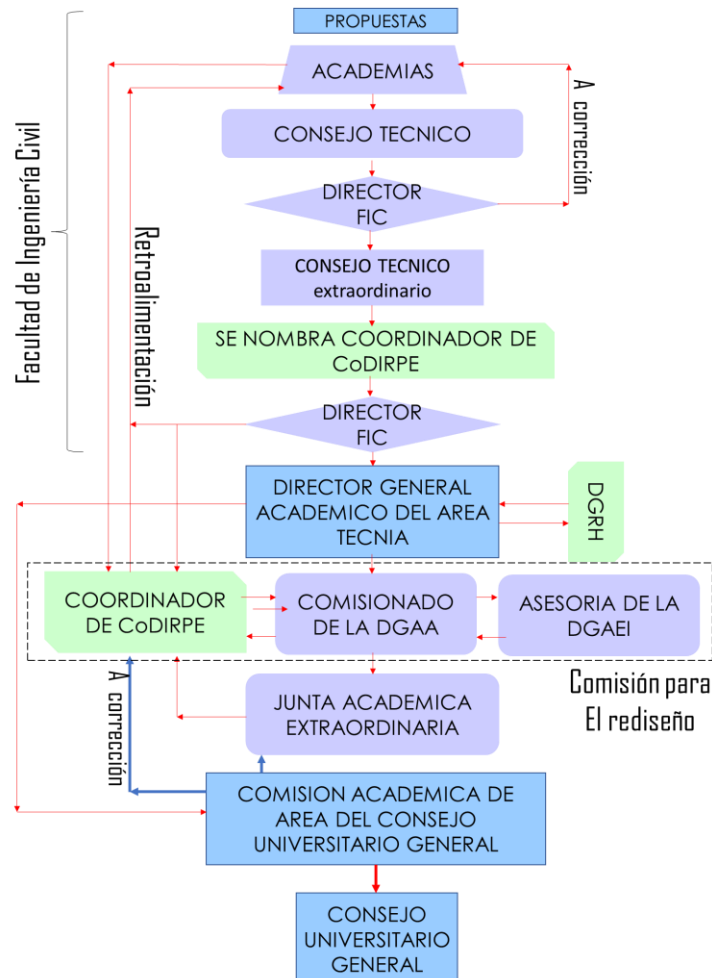 PROPUESTAS
ACADEMIAS
A corrección
CONSEJO TECNICO
DIRECTOR
FIC
Facultad de Ingeniería Civil
Retroalimentación
CONSEJO TECNICO
extraordinario
SE NOMBRA COORDINADOR DE
CoDIRPE
DIRECTOR
FIC
DIRECTOR GENERAL
ACADEMICO DEL AREA
TECNIA
DGRH
COORDINADOR
DE CoDIRPE
COMISIONADO
DE LA DGAA
ASESORIA DE LA
DGAEI
Comisión para
El rediseño
A corrección
JUNTA ACADEMICA
EXTRAORDINARIA
COMISION ACADEMICA DE
AREA DEL CONSEJO
UNIVERSITARIO GENERAL
CONSEJO
UNIVERSITARIO
GENERAL